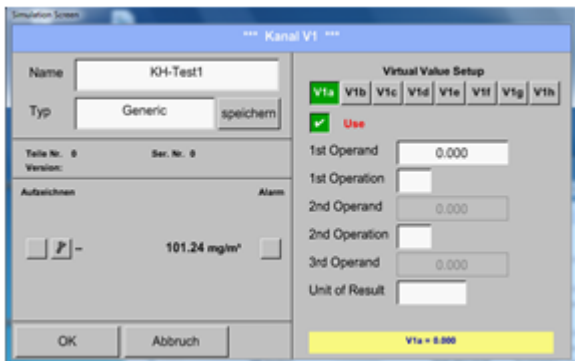 Simulation Screen
*** Kanal V1 ***
Name KH-Test1
Typ Generic speichern
Teile Nr. 0 Ser. Nr. 0
Version:
Aufzeichnen Alarm
101.24 mg/m³
OK Abbruch
Virtual Value Setup
V1a V1b V1c V1d V1e V1f V1g V1h
Use
1st Operand 0.000
1st Operation
2nd Operand 0.000
2nd Operation
3rd Operand 0.000
Unit of Result
V1a = 0.000